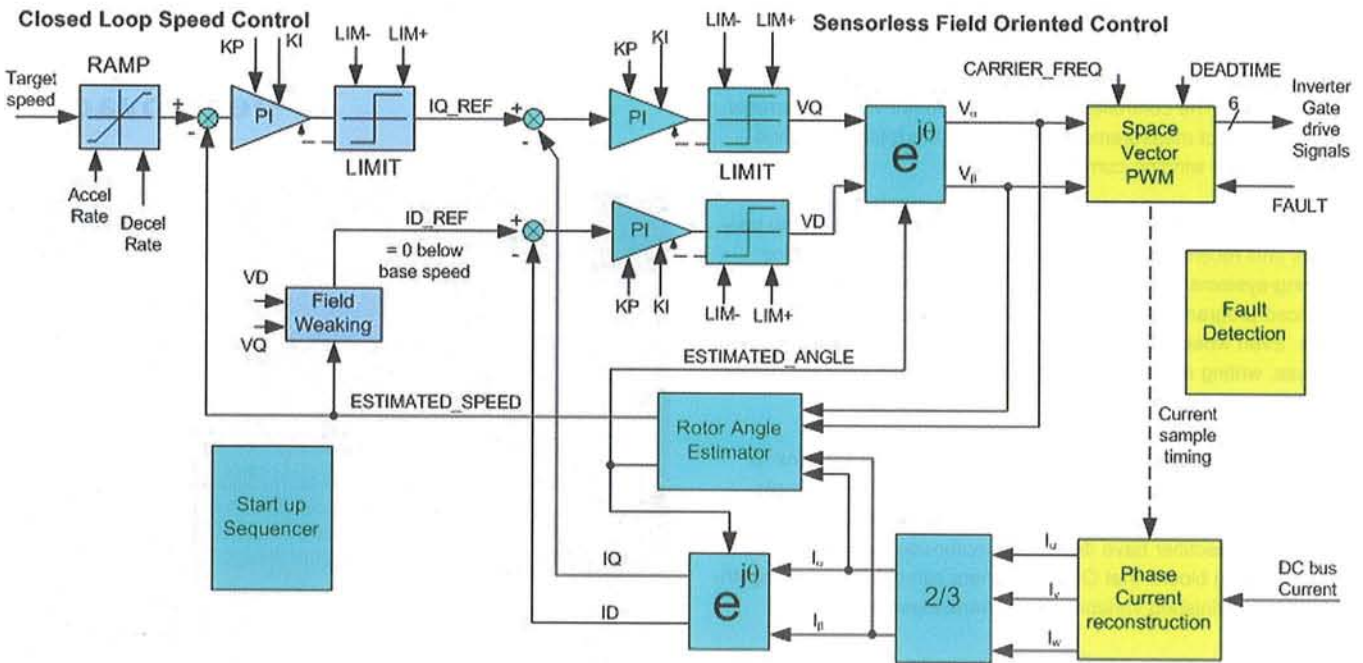 Closed Loop Speed Control
Sensorless Field Oriented Control
KP
KI
LIM-
LIM+
KP
KI
LIM-
LIM+
CARRIER_FREQ
DEADTIME
Target
speed
RAMP
+
-
PI
IQ_REF
LIMIT
+
-
PI
VQ
LIMIT
e^jθ
Vα
Vβ
Space
Vector
PWM
6
Inverter
Gate
drive
Signals
FAULT
Accel
Rate
Decel
Rate
ID_REF
= 0 below
base speed
+
-
PI
VD
KP
KI
LIM-
LIM+
VD
VQ
Field
Weaking
Fault
Detection
ESTIMATED_ANGLE
ESTIMATED_SPEED
Rotor Angle
Estimator
Current
sample
timing
Start up
Sequencer
IQ
ID
e^jθ
Iα
Iβ
2/3
Iu
Iv
Iw
Phase
Current
reconstruction
DC bus
Current